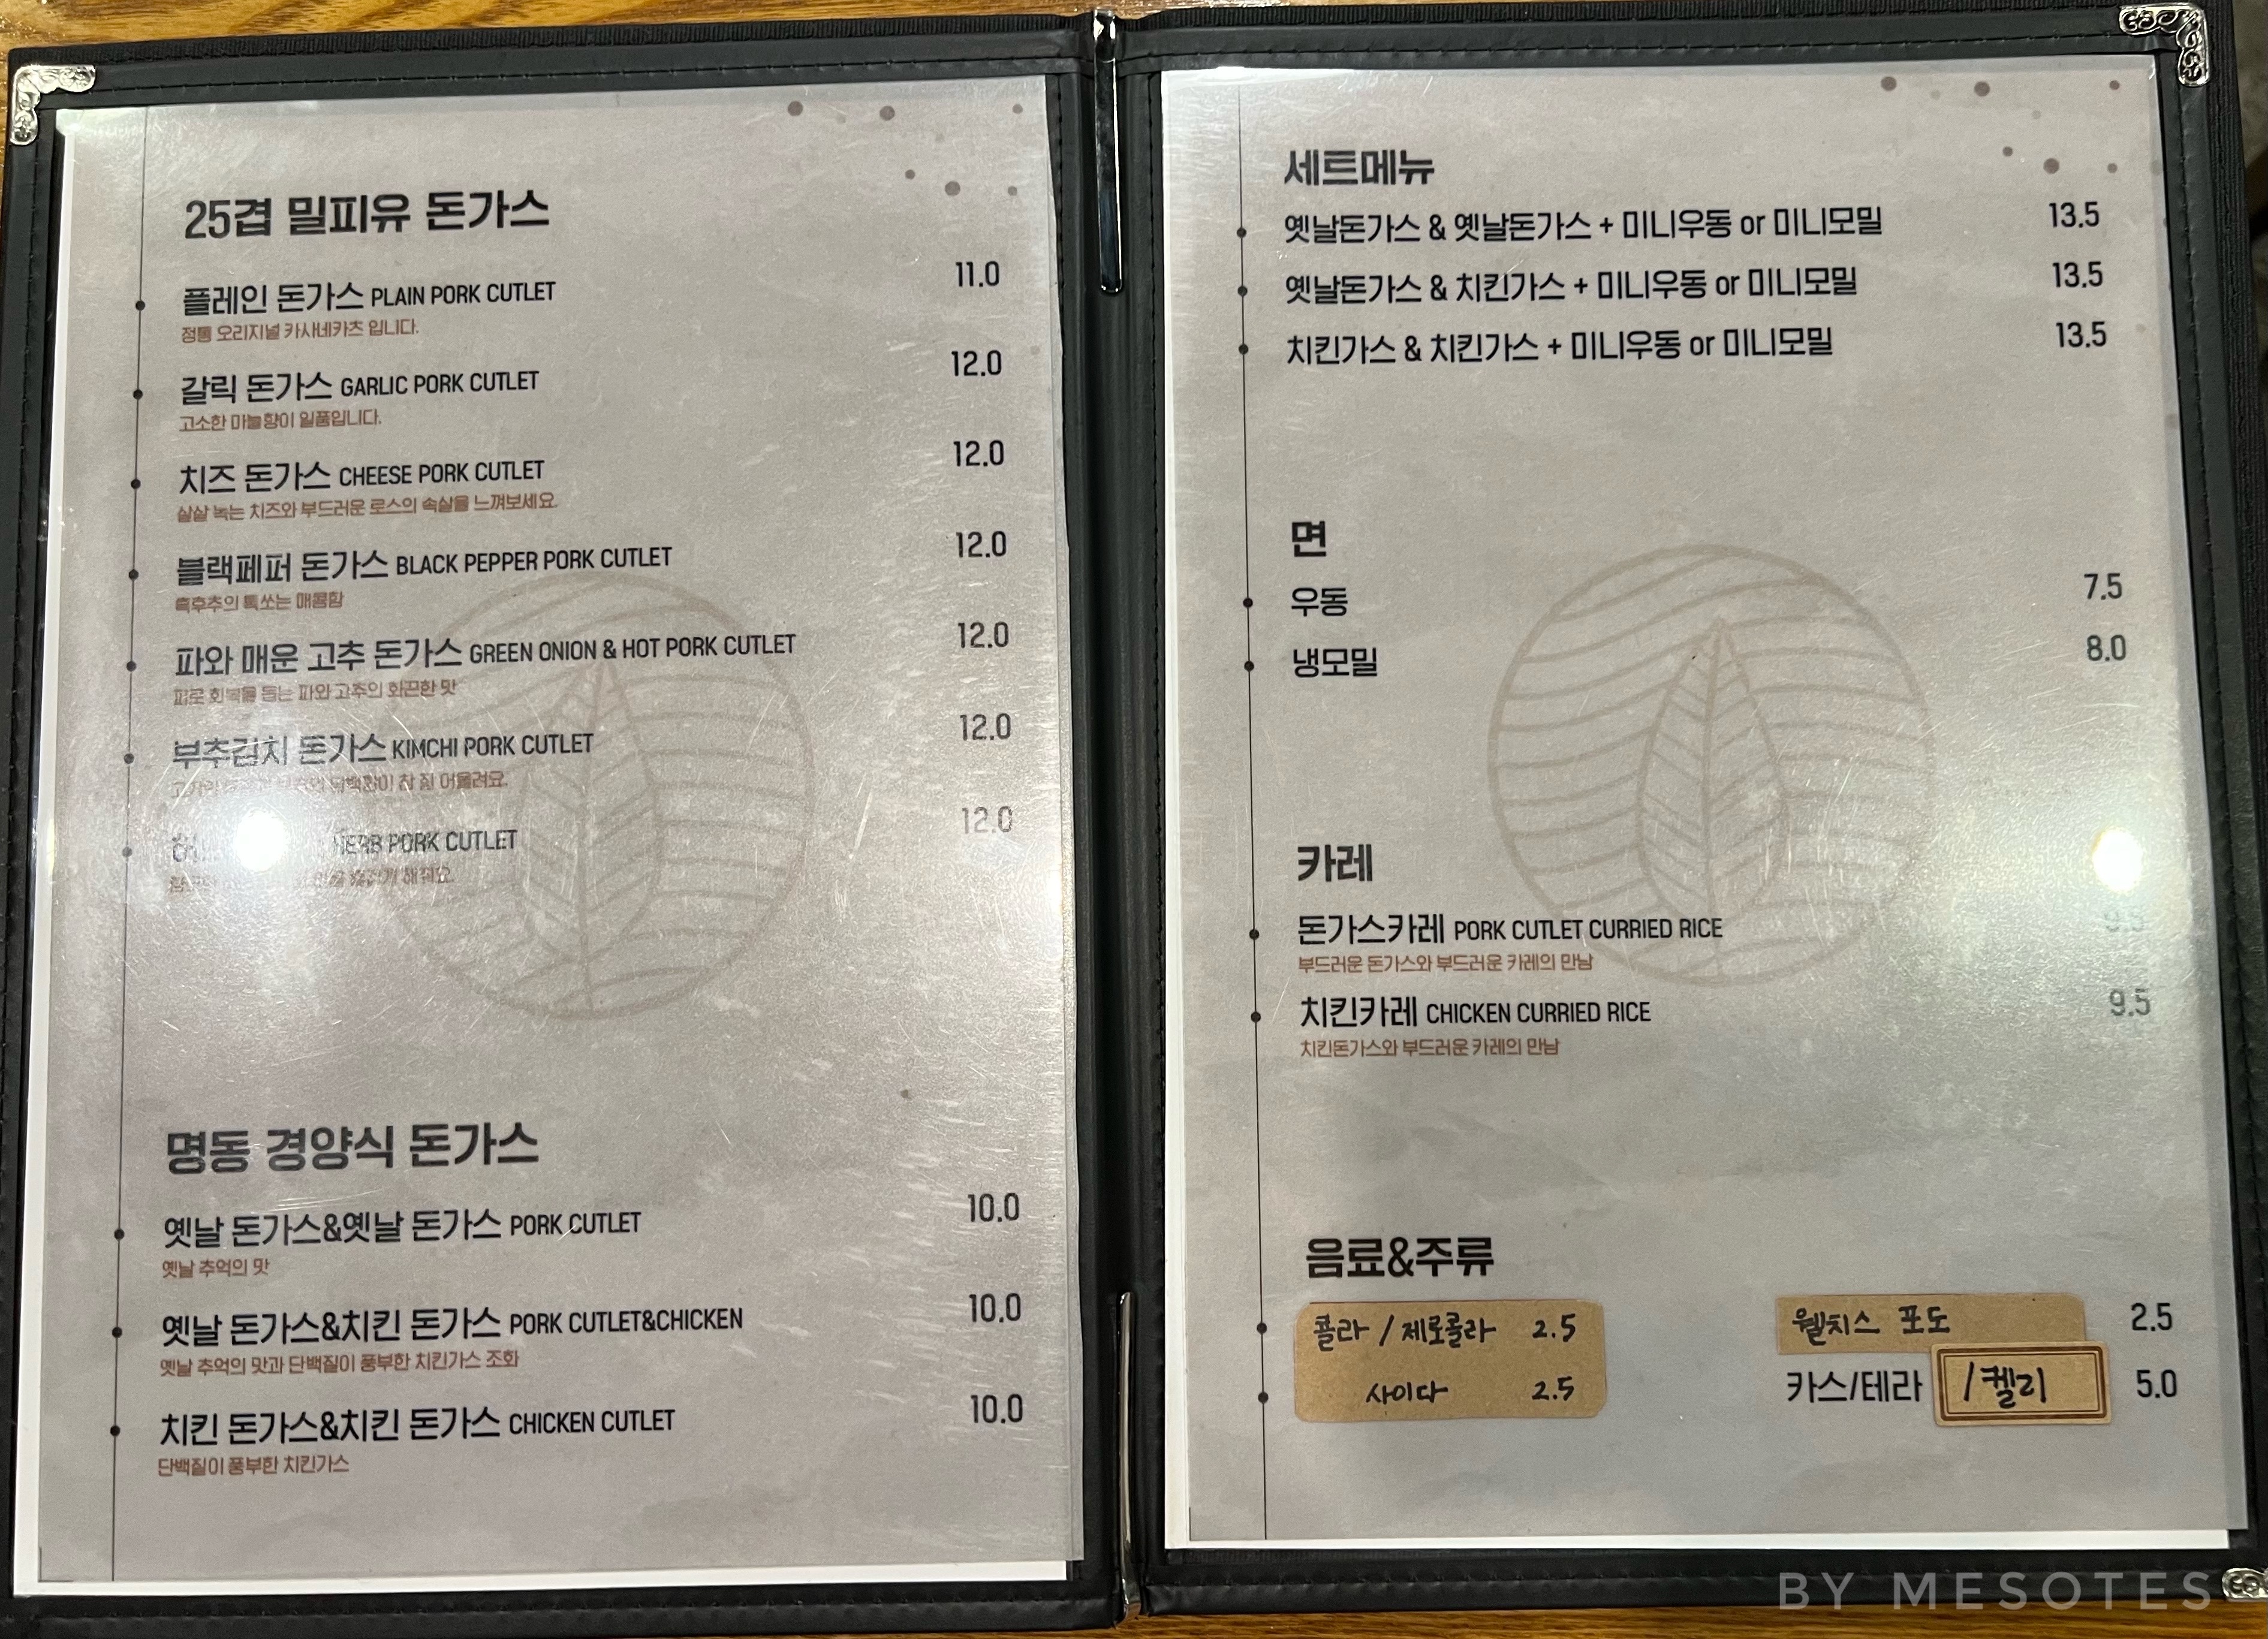 25겹 밀피유 돈가스
플레인 돈가스 PLAIN PORK CUTLET 11.0
정통 오리지널 카사네카츠 입니다.
갈릭 돈가스 GARLIC PORK CUTLET 12.0
고소한 마늘향이 일품입니다.
치즈 돈가스 CHEESE PORK CUTLET 12.0
살살 녹는 치즈와 부드러운 로스의 속살을 느껴보세요.
블랙페퍼 돈가스 BLACK PEPPER PORK CUTLET 12.0
흑후추의 톡쏘는 매콤함
파와 매운 고추 돈가스 GREEN ONION & HOT PORK CUTLET 12.0
피로 회복을 돕는 파와 고추의 화끈한 맛
부추김치 돈가스 KIMCHI PORK CUTLET 12.0
담백함이 참 잘 어울려요.
HERB PORK CUTLET 12.0
해줘요.
명동 경양식 돈가스
옛날 돈가스&옛날 돈가스 PORK CUTLET 10.0
옛날 추억의 맛
옛날 돈가스&치킨 돈가스 PORK CUTLET&CHICKEN 10.0
옛날 추억의 맛과 단백질이 풍부한 치킨가스 조화
치킨 돈가스&치킨 돈가스 CHICKEN CUTLET 10.0
단백질이 풍부한 치킨가스
세트메뉴
옛날돈가스 & 옛날돈가스 + 미니우동 or 미니모밀 13.5
옛날돈가스 & 치킨가스 + 미니우동 or 미니모밀 13.5
치킨가스 & 치킨가스 + 미니우동 or 미니모밀 13.5
면
우동 7.5
냉모밀 8.0
카레
돈가스카레 PORK CUTLET CURRIED RICE
부드러운 돈가스와 부드러운 카레의 만남
치킨카레 CHICKEN CURRIED RICE 9.5
치킨돈가스와 부드러운 카레의 만남
음료&주류
콜라 / 제로콜라 2.5 웰치스 포도 2.5
사이다 2.5 카스/테라 /켈리 5.0
BY MESOTES